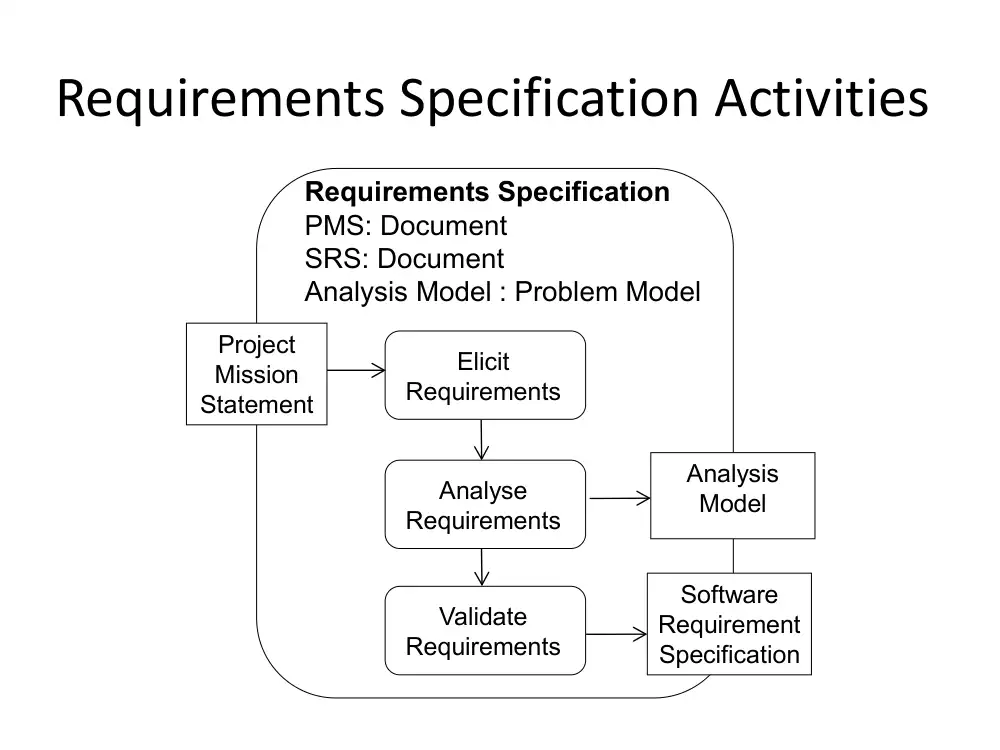 Requirements Specification Activities
Requirements Specification
PMS: Document
SRS: Document
Analysis Model : Problem Model
Project
Mission
Statement
Elicit
Requirements
Analyse
Requirements
Analysis
Model
Validate
Requirements
Software
Requirement
Specification